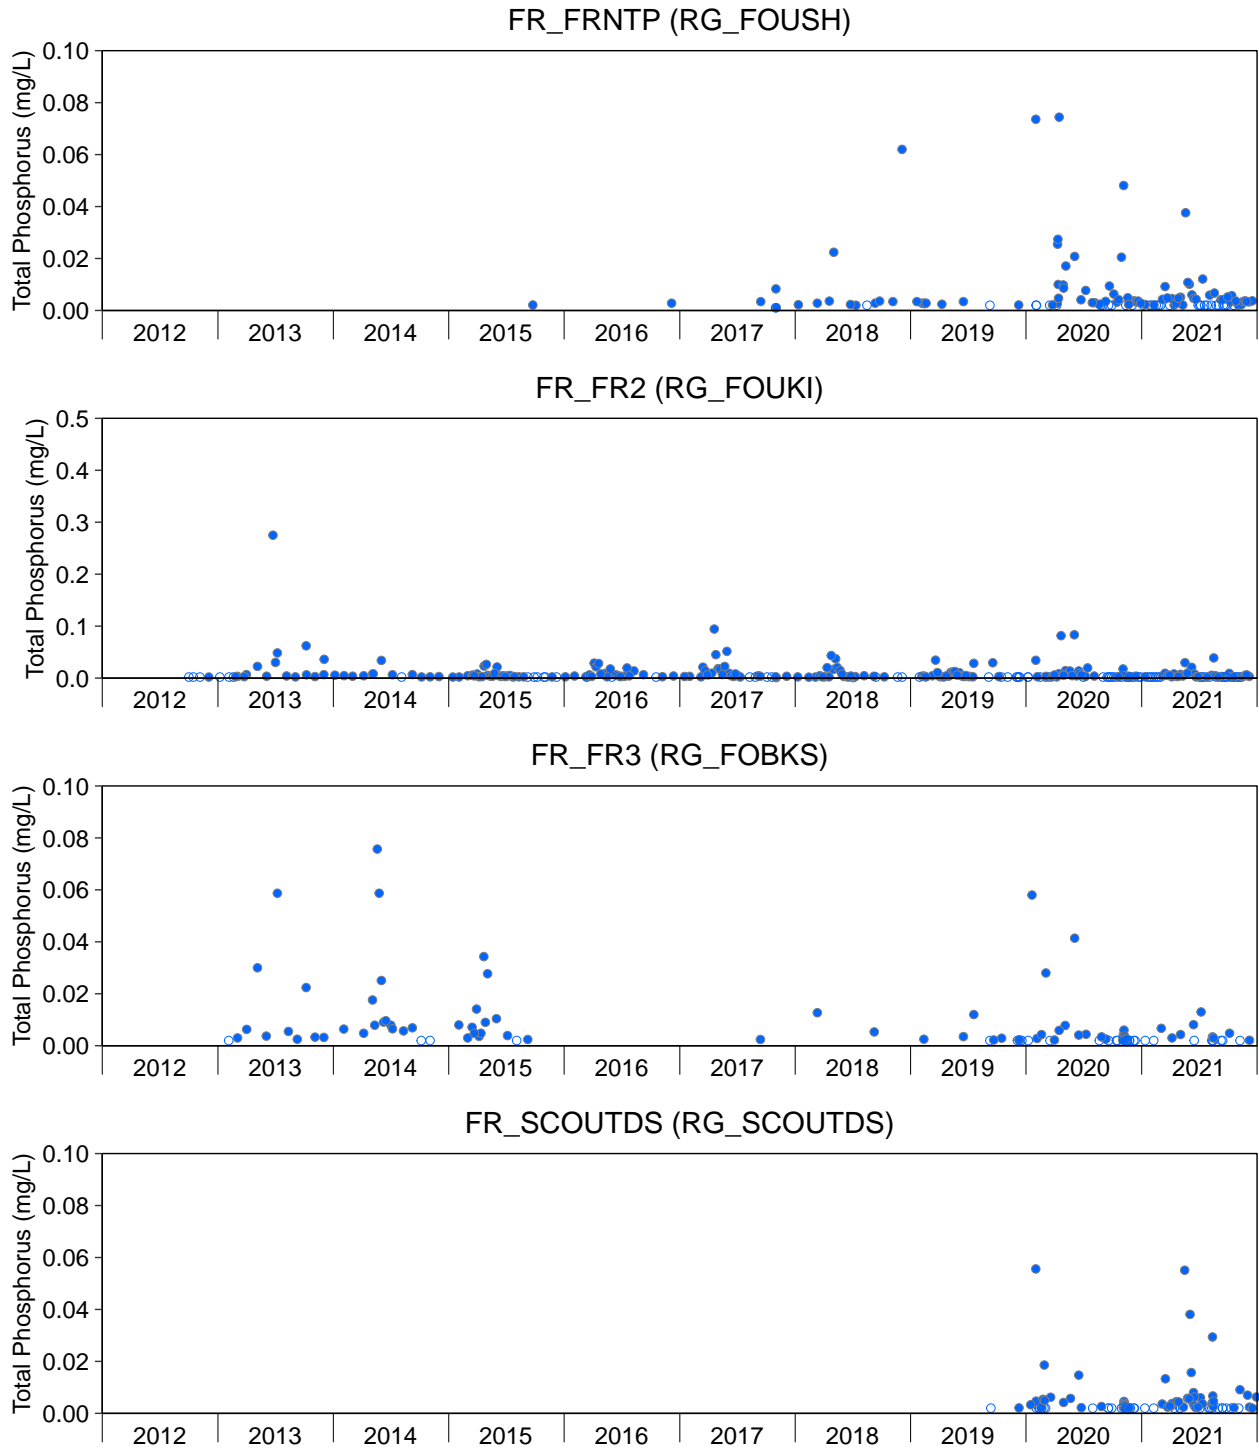 FR_FRNTP (RG_FOUSH)
Total Phosphorus (mg/L)
0.10
0.08
0.06
0.04
0.02
0.00
2012 2013 2014 2015 2016 2017 2018 2019 2020 2021
FR_FR2 (RG_FOUKI)
Total Phosphorus (mg/L)
0.5
0.4
0.3
0.2
0.1
0.0
2012 2013 2014 2015 2016 2017 2018 2019 2020 2021
FR_FR3 (RG_FOBKS)
Total Phosphorus (mg/L)
0.10
0.08
0.06
0.04
0.02
0.00
2012 2013 2014 2015 2016 2017 2018 2019 2020 2021
FR_SCOUTDS (RG_SCOUTDS)
Total Phosphorus (mg/L)
0.10
0.08
0.06
0.04
0.02
0.00
2012 2013 2014 2015 2016 2017 2018 2019 2020 2021